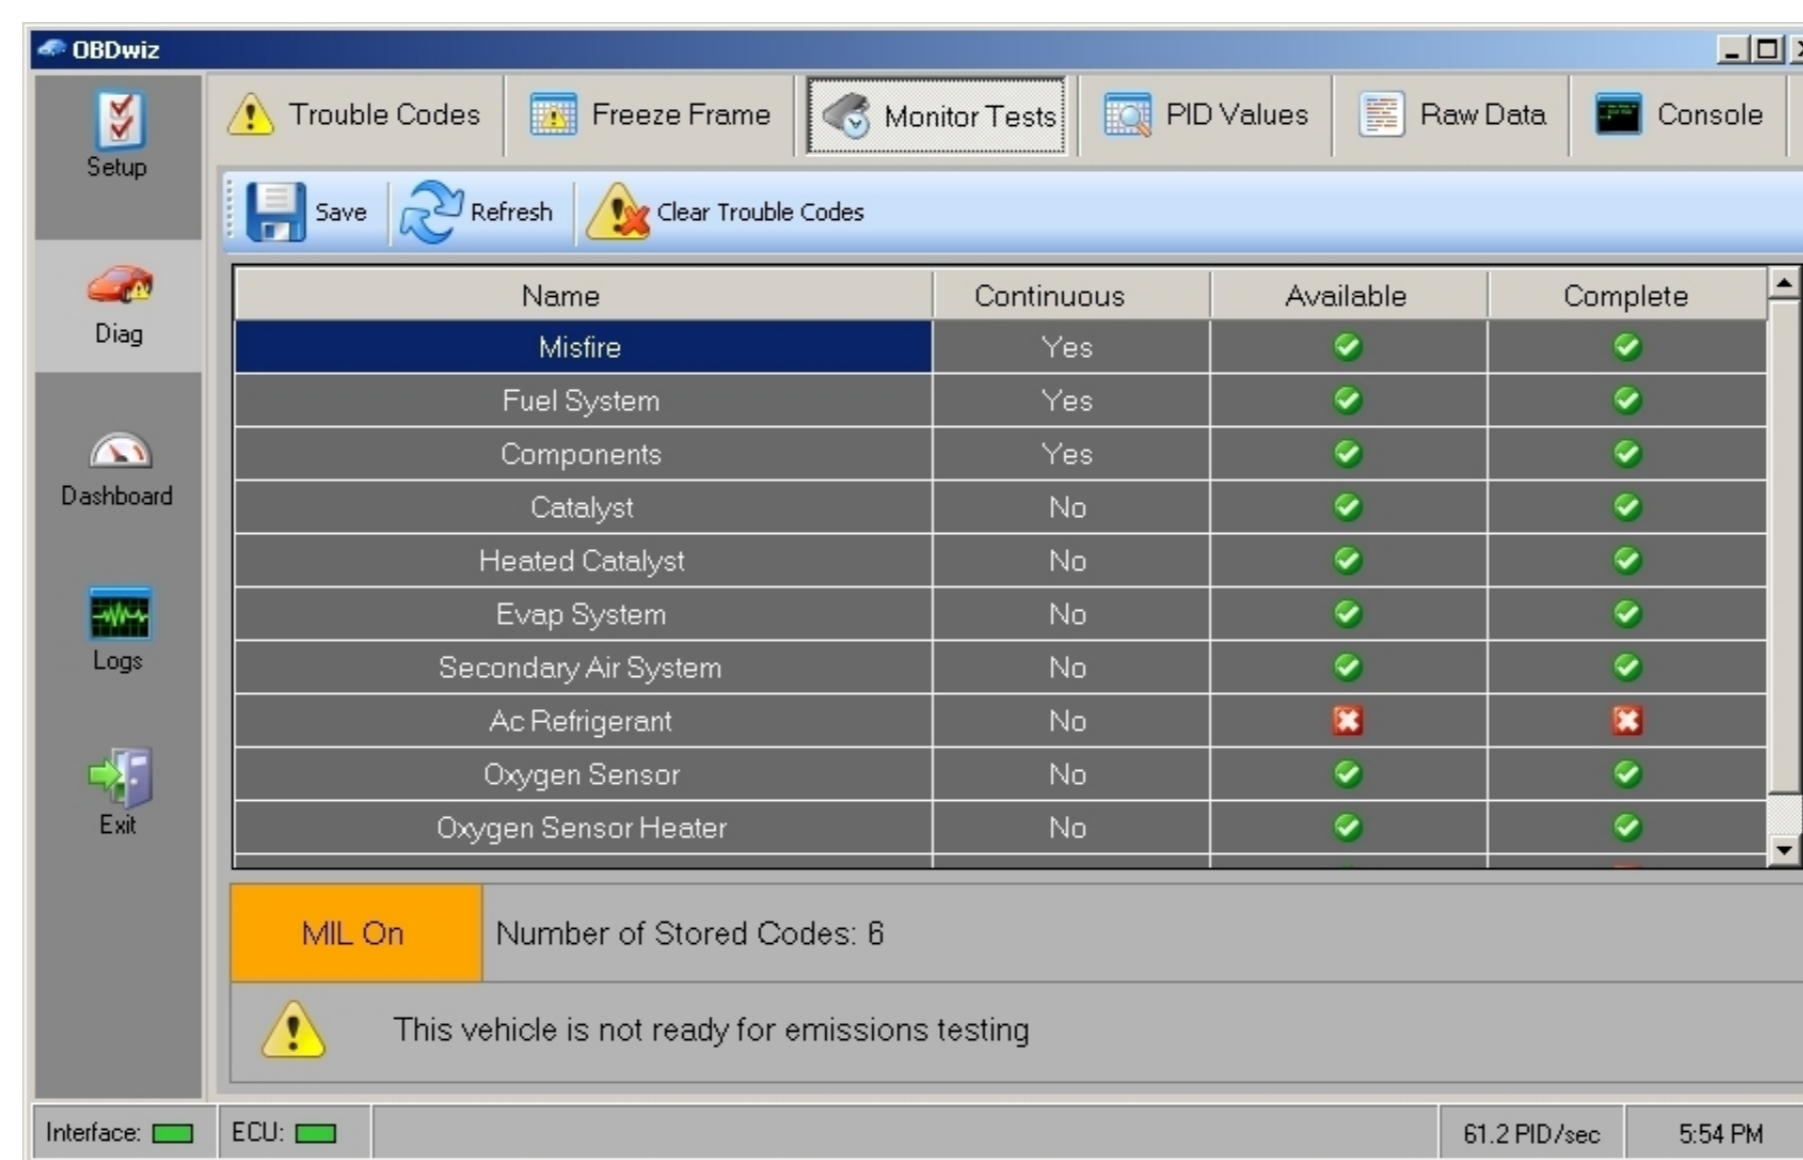 OBDwiz
Setup
Diag
Dashboard
Logs
Exit
Trouble Codes Freeze Frame Monitor Tests PID Values Raw Data Console
Save Refresh Clear Trouble Codes
Name Continuous Available Complete
Misfire Yes
Fuel System Yes
Components Yes
Catalyst No
Heated Catalyst No
Evap System No
Secondary Air System No
Ac Refrigerant No
Oxygen Sensor No
Oxygen Sensor Heater No
MIL On Number of Stored Codes: 6
This vehicle is not ready for emissions testing
Interface: ECU: 61.2 PID/sec 5:54 PM